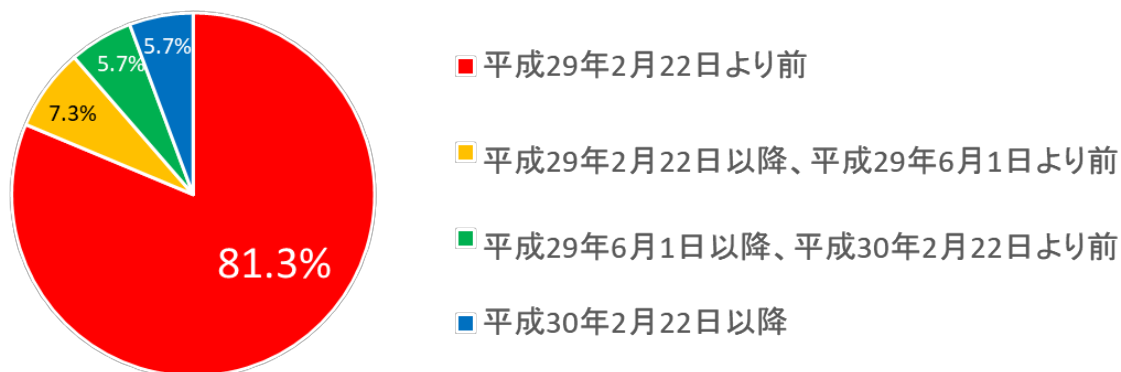 5.7%
5.7%
7.3%
81.3%
平成29年2月22日より前
平成29年2月22日以降、平成29年6月1日より前
平成29年6月1日以降、平成30年2月22日より前
平成30年2月22日以降